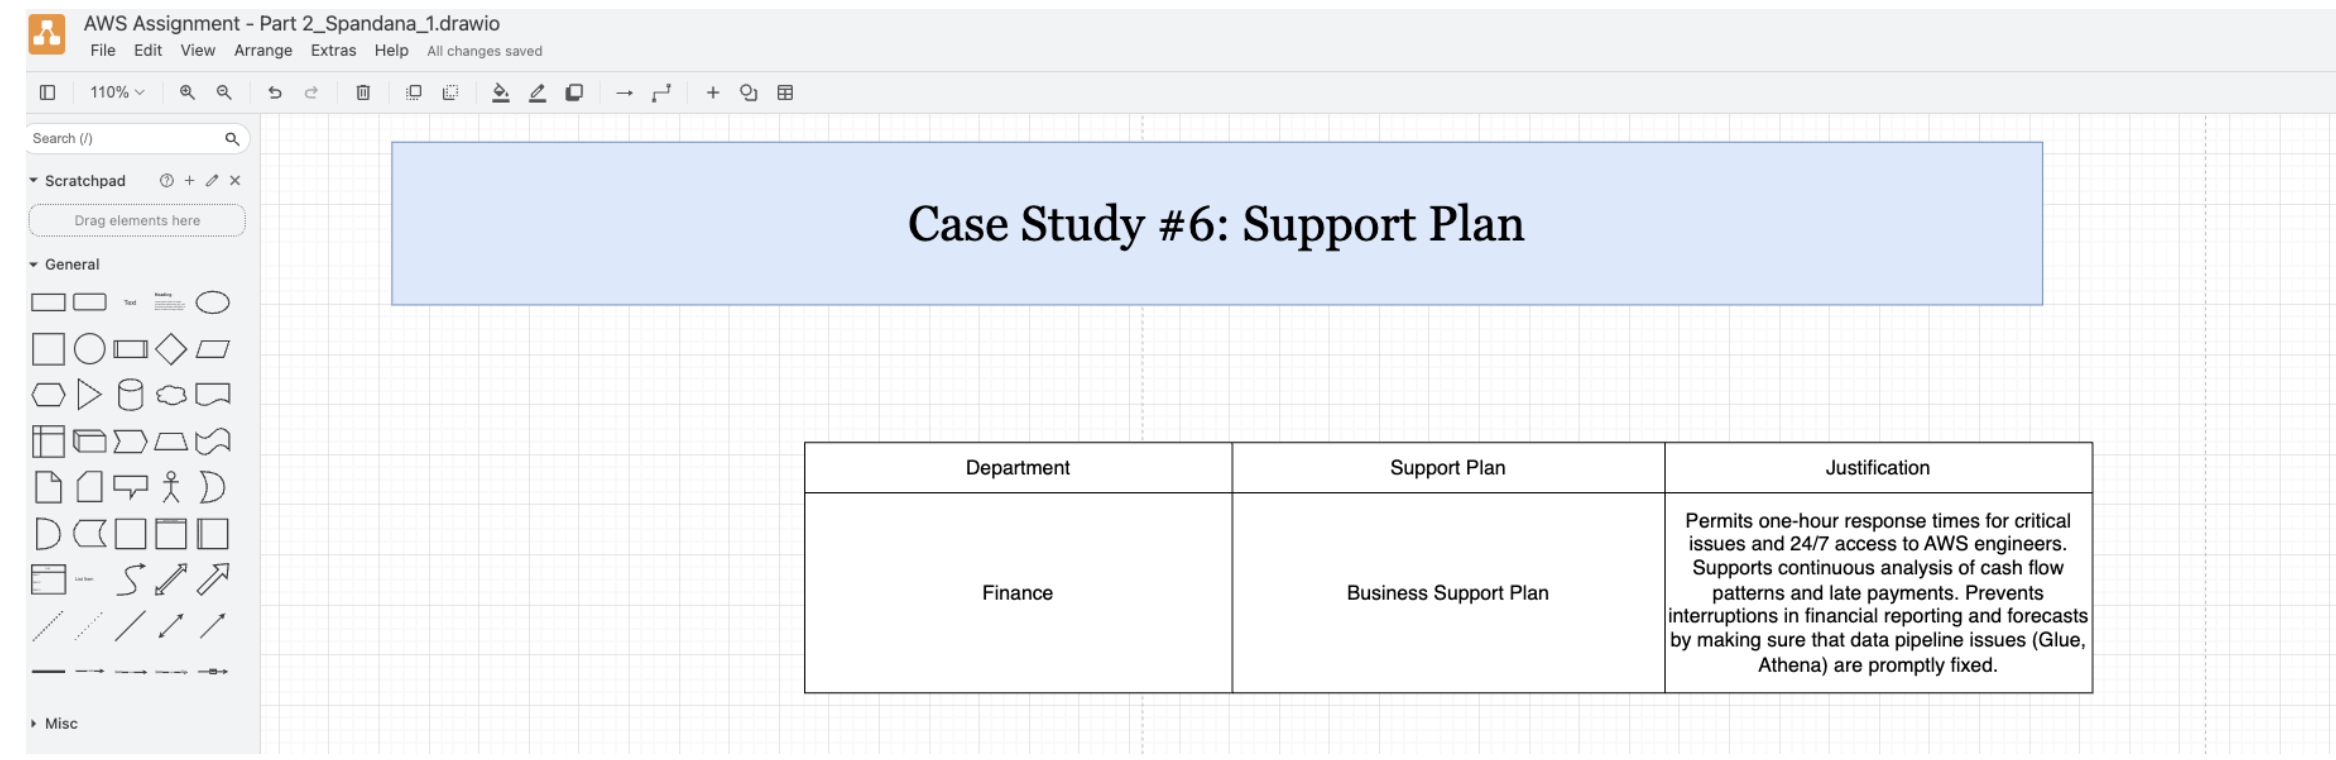 AWS Assignment - Part 2_Spandana_1.drawio
File Edit View Arrange Extras Help All changes saved
110%
Search (/)
Scratchpad
Drag elements here
General
Text
Heading
List Item
Misc
Case Study #6: Support Plan
Department Support Plan Justification
Finance
Business Support Plan
Permits one-hour response times for critical
issues and 24/7 access to AWS engineers.
Supports continuous analysis of cash flow
patterns and late payments. Prevents
interruptions in financial reporting and forecasts
by making sure that data pipeline issues (Glue,
Athena) are promptly fixed.